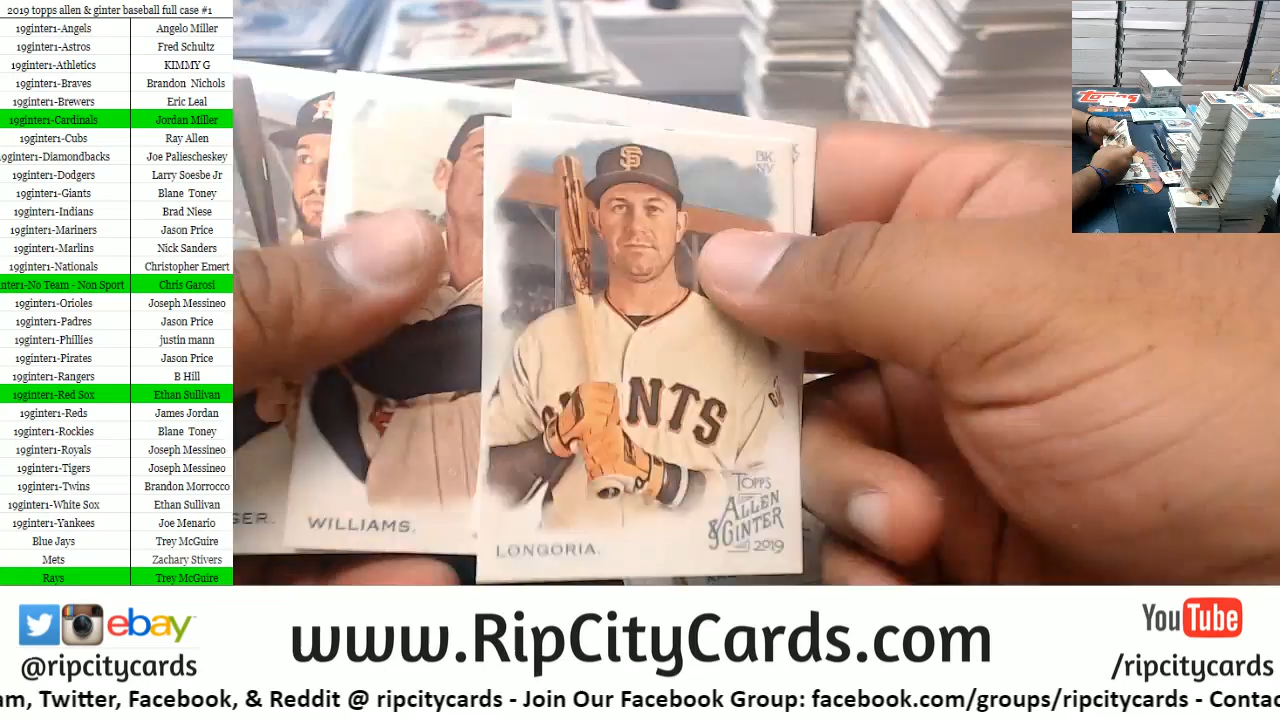 2019 topps allen & ginter baseball full case #1
19ginter1-Angels Angelo Miller
19ginter1-Astros Fred Schultz
19ginter1-Athletics KIMMY G
19ginter1-Braves Brandon Nichols
19ginter1-Brewers Eric Leal
19ginter1-Cardinals Jordan Miller
19ginter1-Cubs Ray Allen
9ginter1-Diamondbacks Joe Paliescheskey
19ginter1-Dodgers Larry Soesbe Jr
19ginter1-Giants Blane Toney
19ginter1-Indians Brad Niese
19ginter1-Mariners Jason Price
19ginter1-Marlins Nick Sanders
19ginter1-Nationals Christopher Emert
nter1-No Team - Non Sport Chris Garosi
19ginter1-Orioles Joseph Messineo
19ginter1-Padres Jason Price
19ginter1-Phillies justin mann
19ginter1-Pirates Jason Price
19ginter1-Rangers B Hill
19ginter1-Red Sox Ethan Sullivan
19ginter1-Reds James Jordan
19ginter1-Rockies Blane Toney
19ginter1-Royals Joseph Messineo
19ginter1-Tigers Joseph Messineo
19ginter1-Twins Brandon Morrocco
19ginter1-White Sox Ethan Sullivan
19ginter1-Yankees Joe Menario
Blue Jays Trey McGuire
Mets Zachary Stivers
Rays Trey McGuire
BK
NV
SF
GIANTS
TOPPS
ALLEN
& GINTER
2019
SER.
WILLIAMS.
LONGORIA.
Topps
ebay
@ripcitycards
www.RipCityCards.com
YouTube
/ripcitycards
am, Twitter, Facebook, & Reddit @ ripcitycards - Join Our Facebook Group: facebook.com/groups/ripcitycards - Contac